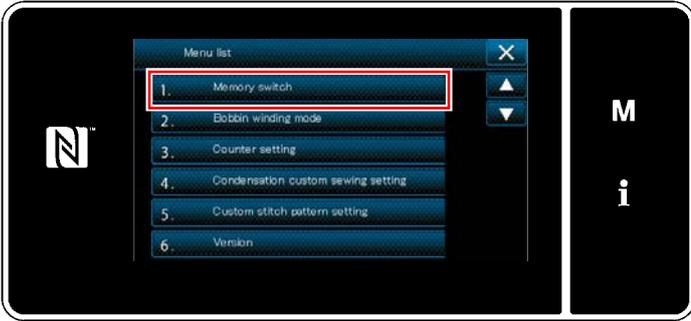 Menu list
X
1. Memory switch
2. Bobbin winding mode
3. Counter setting
4. Condensation custom sewing setting
5. Custom stitch pattern setting
6. Version
N™
M
i